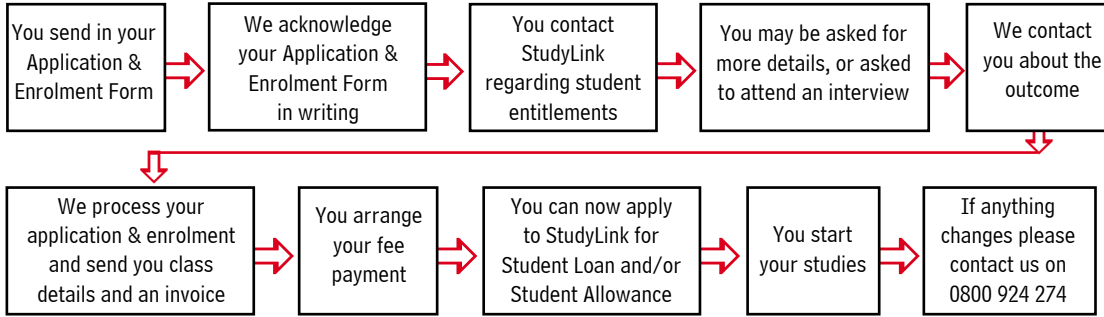 You send in your
Application &
Enrolment Form
We acknowledge
your Application &
Enrolment Form
in writing
You contact
StudyLink
regarding student
entitlements
You may be asked for
more details, or asked
to attend an interview
We contact
you about the
outcome
We process your
application & enrolment
and send you class
details and an invoice
You arrange
your fee
payment
You can now apply
to StudyLink for
Student Loan and/or
Student Allowance
You start
your studies
If anything
changes please
contact us on
0800 924 274